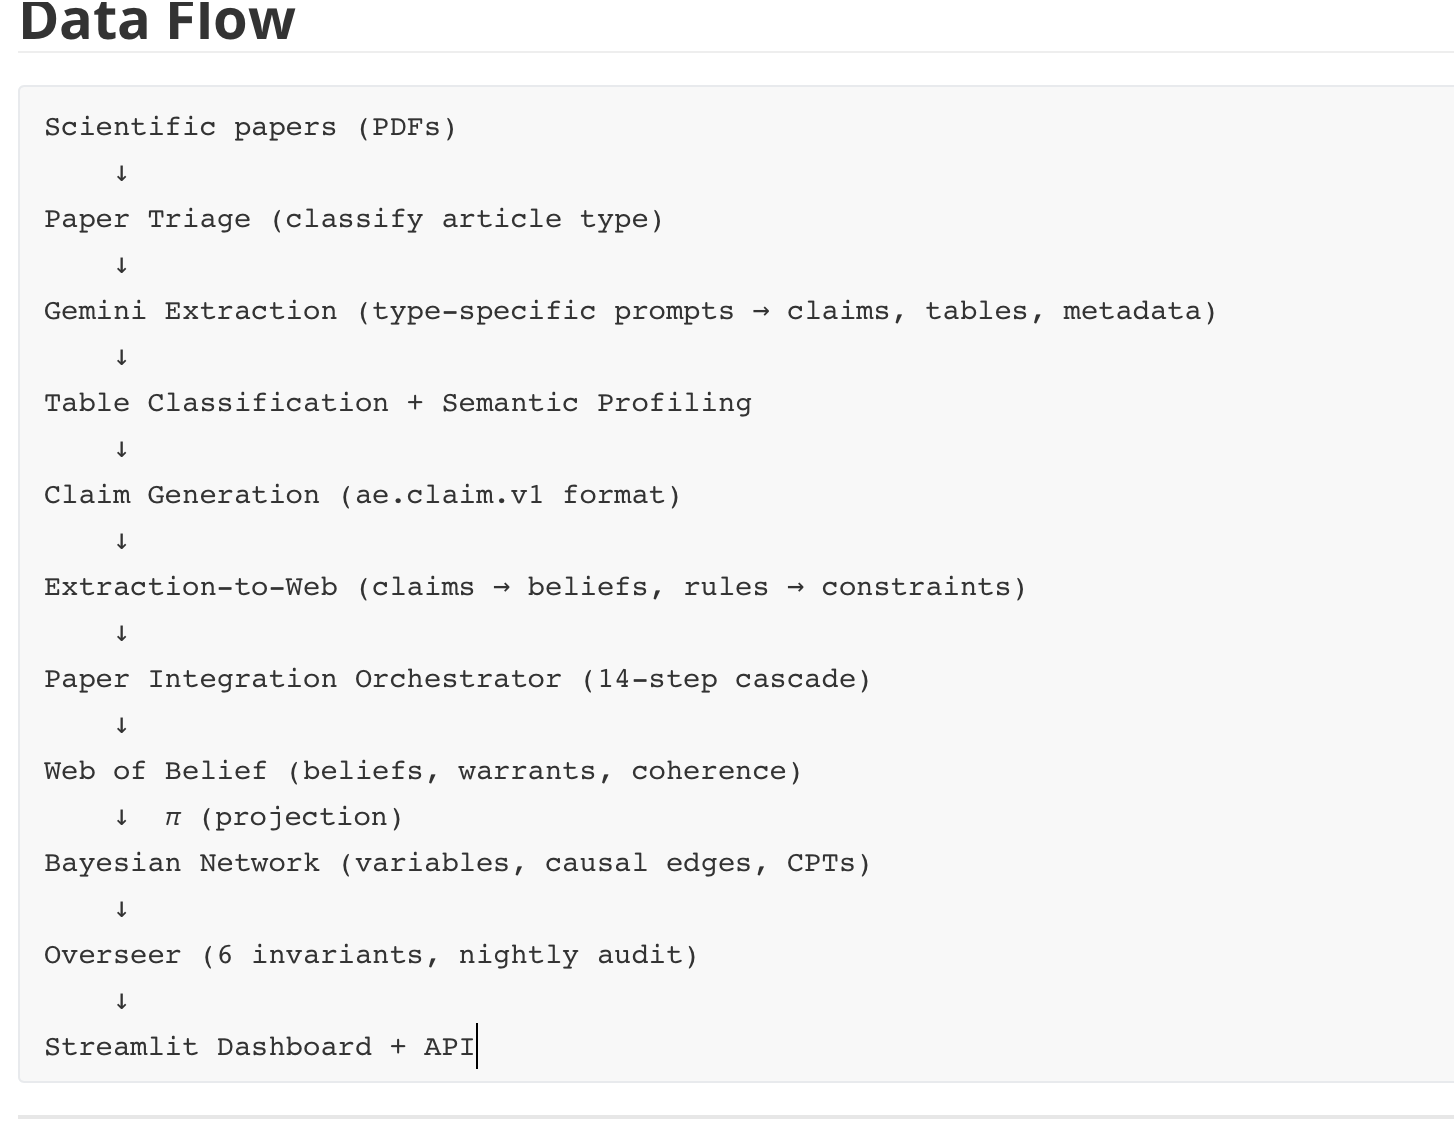 Data Flow
Scientific papers (PDFs)
↓
Paper Triage (classify article type)
↓
Gemini Extraction (type-specific prompts → claims, tables, metadata)
↓
Table Classification + Semantic Profiling
↓
Claim Generation (ae.claim.v1 format)
↓
Extraction-to-Web (claims → beliefs, rules → constraints)
↓
Paper Integration Orchestrator (14-step cascade)
↓
Web of Belief (beliefs, warrants, coherence)
↓ π (projection)
Bayesian Network (variables, causal edges, CPTs)
↓
Overseer (6 invariants, nightly audit)
↓
Streamlit Dashboard + API